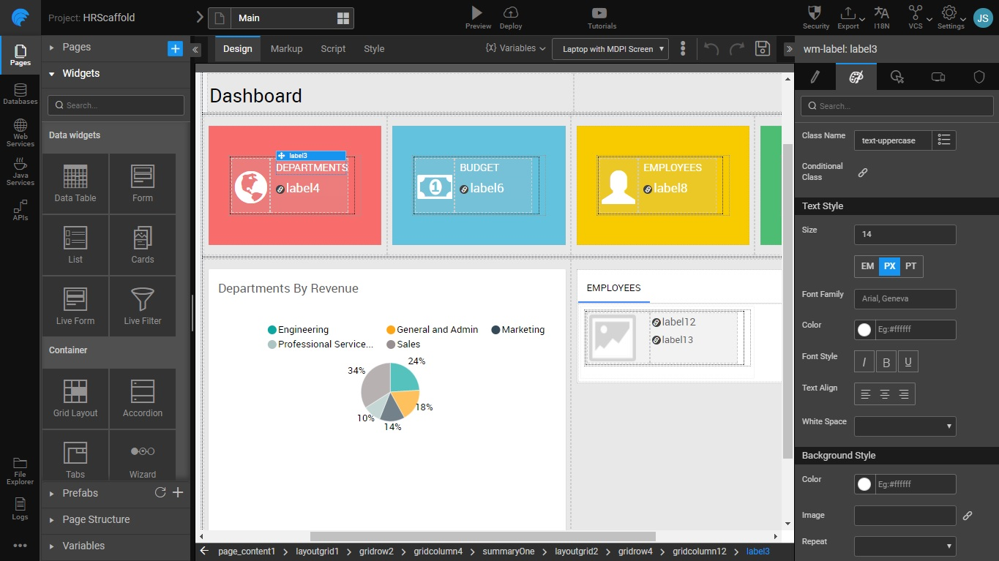 Project: HRScaffold
Main
Preview
Deploy
Tutorials
Security
Export
I18N
VCS
Settings
JS
Pages
Databases
Web
Services
Java
Services
APIs
File
Explorer
Logs
Pages
Widgets
Search...
Data widgets
Data Table
Form
List
Cards
Live Form
Live Filter
Container
Grid Layout
Accordion
Tabs
Wizard
Prefabs
Page Structure
Variables
Design
Markup
Script
Style
{X} Variables
Laptop with MDPI Screen
Dashboard
label3
DEPARTMENTS
label4
1
BUDGET
label6
EMPLOYEES
label8
Departments By Revenue
Engineering
General and Admin
Marketing
Professional Service...
Sales
34%
24%
18%
10%
14%
EMPLOYEES
label12
label13
page_content1
layoutgrid1
gridrow2
gridcolumn4
summaryOne
layoutgrid2
gridrow4
gridcolumn12
label3
wm-label: label3
Search...
Class Name
text-uppercase
Conditional
Class
Text Style
Size
14
EM
PX
PT
Font Family
Arial, Geneva
Color
Eg:#ffffff
Font Style
I
B
U
Text Align
White Space
Background Style
Color
Eg:#ffffff
Image
Repeat